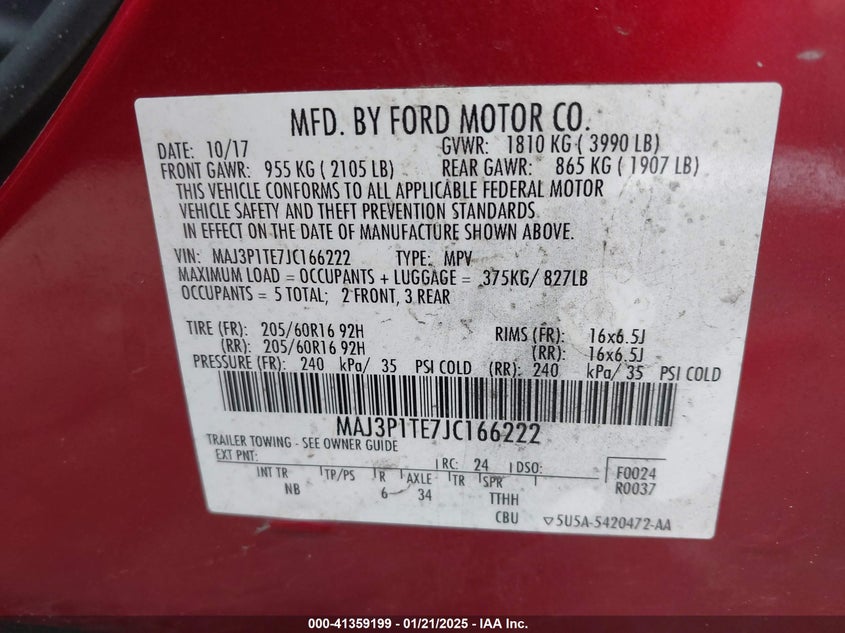 MFD. BY FORD MOTOR CO.
DATE: 10/17 GVWR: 1810 KG ( 3990 LB)
FRONT GAWR: 955 KG ( 2105 LB) REAR GAWR: 865 KG ( 1907 LB)
THIS VEHICLE CONFORMS TO ALL APPLICABLE FEDERAL MOTOR
VEHICLE SAFETY AND THEFT PREVENTION STANDARDS
IN EFFECT ON THE DATE OF MANUFACTURE SHOWN ABOVE.
VIN: MAJ3P1TE7JC166222 TYPE: MPV
MAXIMUM LOAD = OCCUPANTS + LUGGAGE = 375KG/ 827LB
OCCUPANTS = 5 TOTAL; 2 FRONT, 3 REAR
TIRE (FR): 205/60R16 92H RIMS (FR): 16x6.5J
(RR): 205/60R16 92H (RR): 16x6.5J
PRESSURE (FR): 240 kPa/ 35 PSI COLD (RR): 240 kPa/ 35 PSI COLD
MAJ3P1TE7JC166222
TRAILER TOWING - SEE OWNER GUIDE
EXT PNT: RC: 24 DSO: F0024
INT TR TP/PS R AXLE TR SPR R0037
NB 6 34 TTHH
CBU 5U5A-5420472-AA
000-41359199 — 01/21/2025 — IAA Inc.